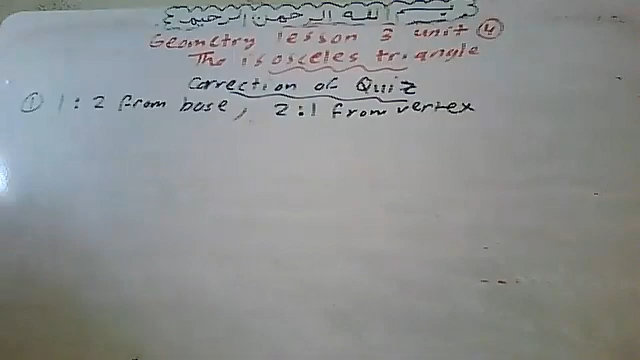 بسم الله الرحمن الرحيم
Geometry lesson 3 unit 4
The isosceles triangle
Correction of Quiz
① 1:2 from base, 2:1 from vertex